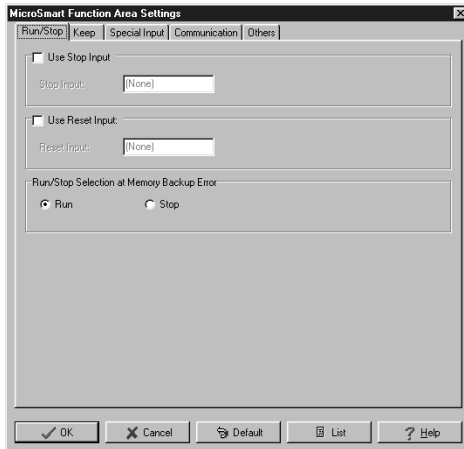 MicroSmart Function Area Settings
Run/Stop Keep Special Input Communication Others
Use Stop Input
Stop Input: (None)
Use Reset Input:
Reset Input: (None)
Run/Stop Selection at Memory Backup Error
Run Stop
OK Cancel Default List ? Help